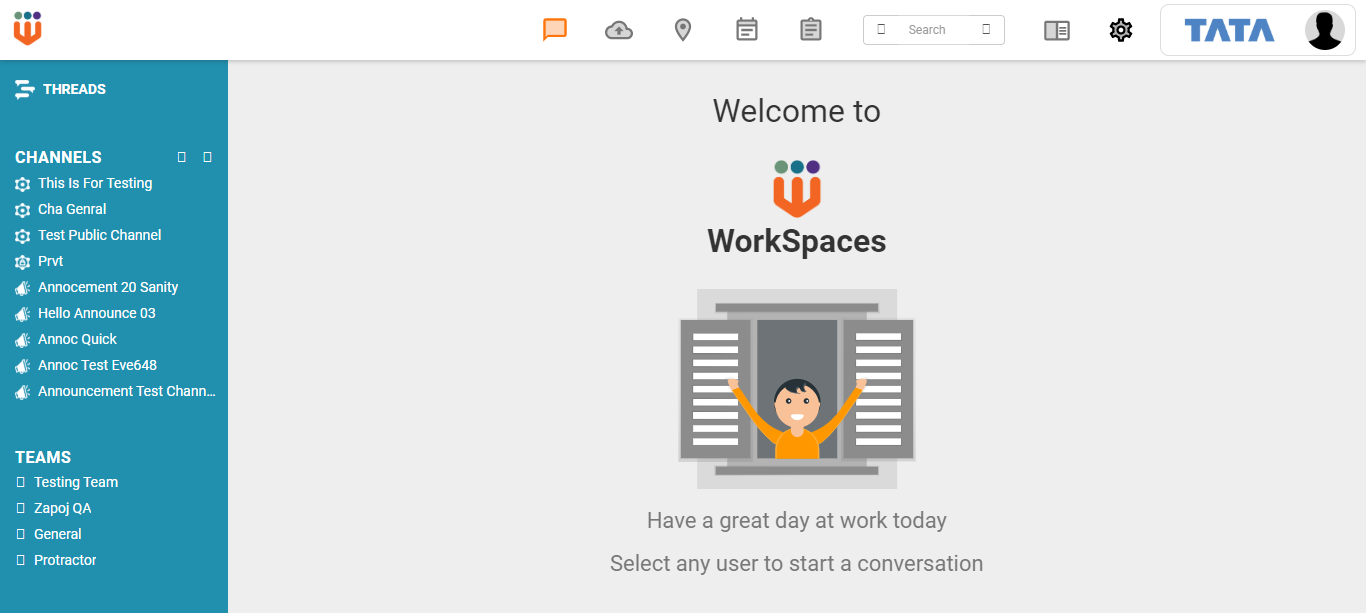 Search
TATA
THREADS
CHANNELS
This Is For Testing
Cha Genral
Test Public Channel
Prvt
Annocement 20 Sanity
Hello Announce 03
Annoc Quick
Annoc Test Eve648
Announcement Test Chann...
TEAMS
Testing Team
Zapoj QA
General
Protractor
Welcome to
WorkSpaces
Have a great day at work today
Select any user to start a conversation